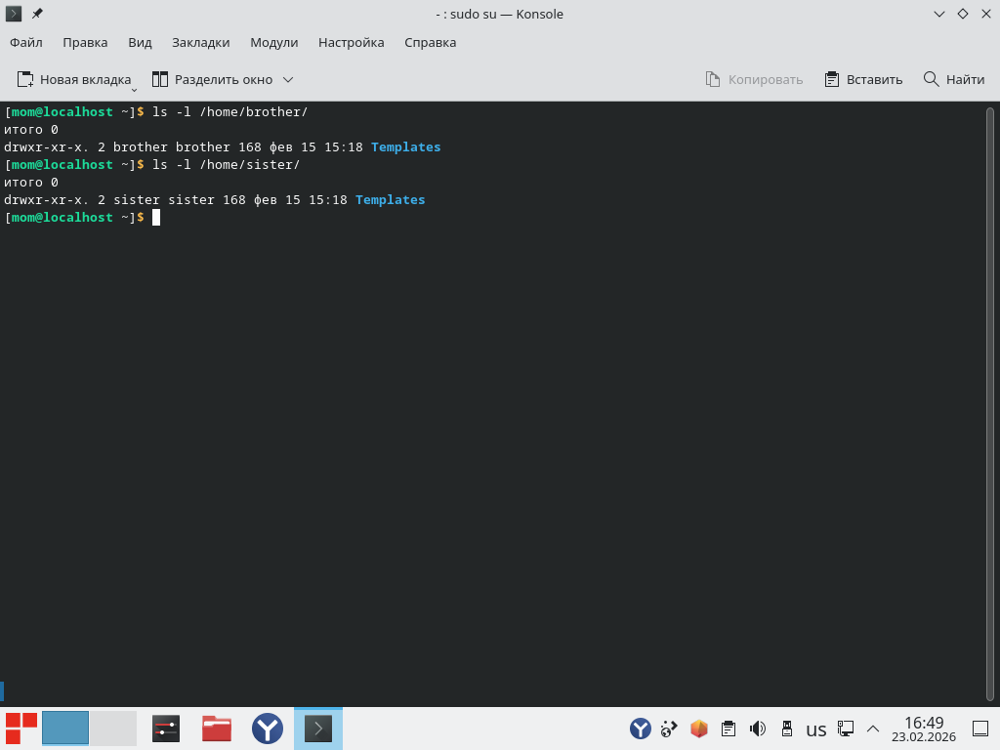 - : sudo su — Konsole
Файл Правка Вид Закладки Модули Настройка Справка
Новая вкладка Разделить окно Копировать Вставить Найти
[mom@localhost ~]$ ls -l /home/brother/
итого 0
drwxr-xr-x. 2 brother brother 168 фев 15 15:18 Templates
[mom@localhost ~]$ ls -l /home/sister/
итого 0
drwxr-xr-x. 2 sister sister 168 фев 15 15:18 Templates
[mom@localhost ~]$
us 16:49
23.02.2026